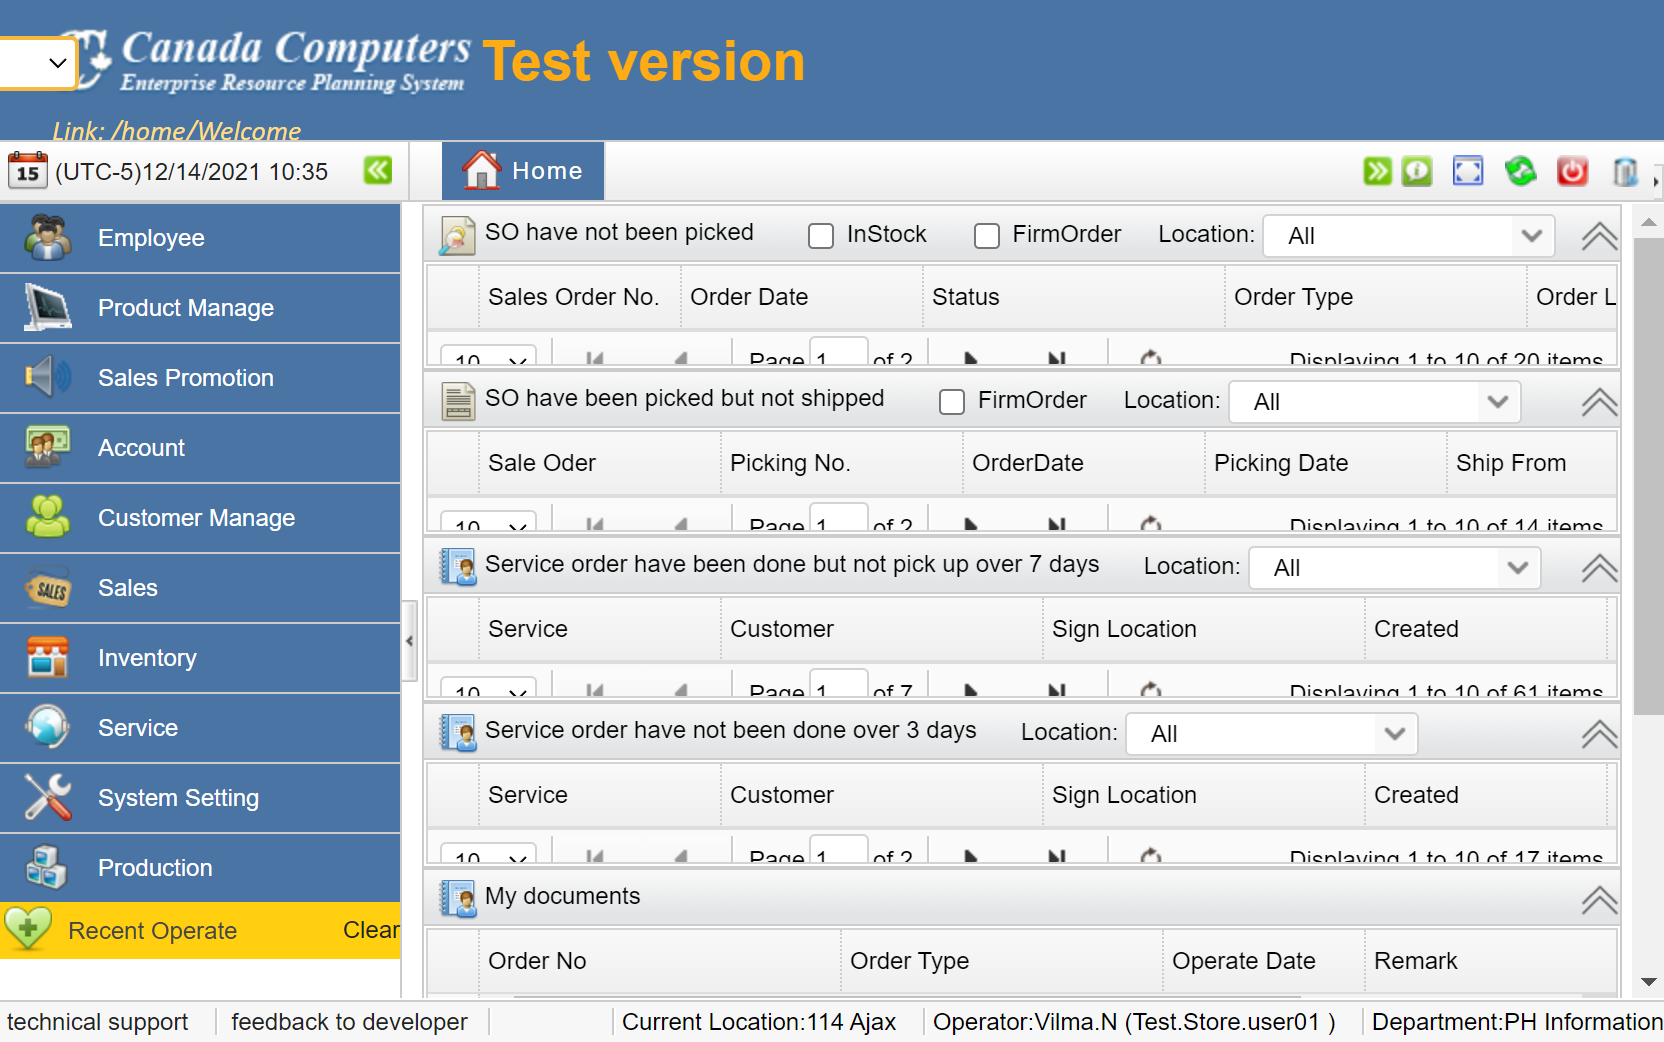 Canada Computers
Enterprise Resource Planning System
Test version
Link: /home/Welcome
15 (UTC-5)12/14/2021 10:35
Home
Employee
Product Manage
Sales Promotion
Account
Customer Manage
SALES Sales
Inventory
Service
System Setting
Production
Recent Operate Clear
SO have not been picked InStock FirmOrder Location: All
Sales Order No. Order Date Status Order Type Order L
10 Page 1 of 2 Displaying 1 to 10 of 20 items
SO have been picked but not shipped FirmOrder Location: All
Sale Oder Picking No. OrderDate Picking Date Ship From
10 Page 1 of 2 Displaying 1 to 10 of 14 items
Service order have been done but not pick up over 7 days Location: All
Service Customer Sign Location Created
10 Page 1 of 7 Displaying 1 to 10 of 61 items
Service order have not been done over 3 days Location: All
Service Customer Sign Location Created
10 Page 1 of 2 Displaying 1 to 10 of 17 items
My documents
Order No Order Type Operate Date Remark
technical support feedback to developer Current Location:114 Ajax Operator:Vilma.N (Test.Store.user01 ) Department:PH Information